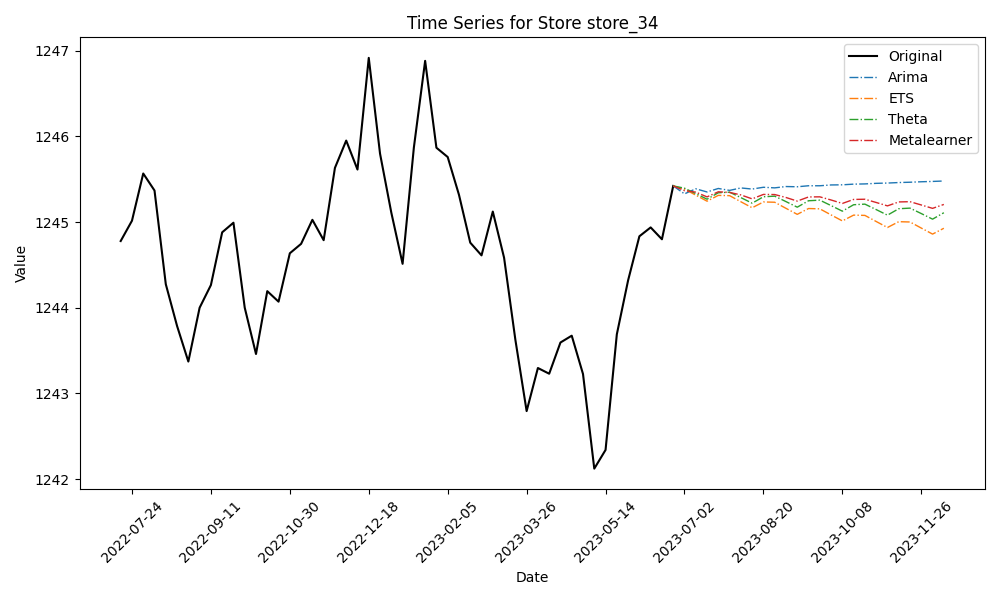 Time Series for Store store_34
Original
Arima
ETS
Theta
Metalearner
Value
1247
1246
1245
1244
1243
1242
2022-07-24
2022-09-11
2022-10-30
2022-12-18
2023-02-05
2023-03-26
2023-05-14
2023-07-02
2023-08-20
2023-10-08
2023-11-26
Date